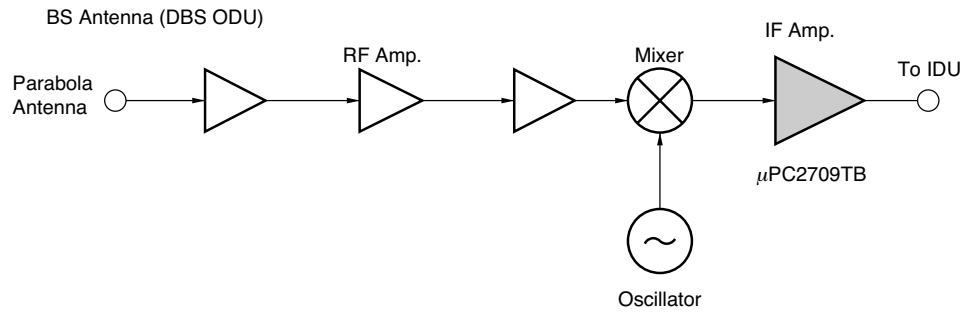 BS Antenna (DBS ODU)
IF Amp.
RF Amp.
Mixer
To IDU
Parabola
Antenna
μPC2709TB
Oscillator